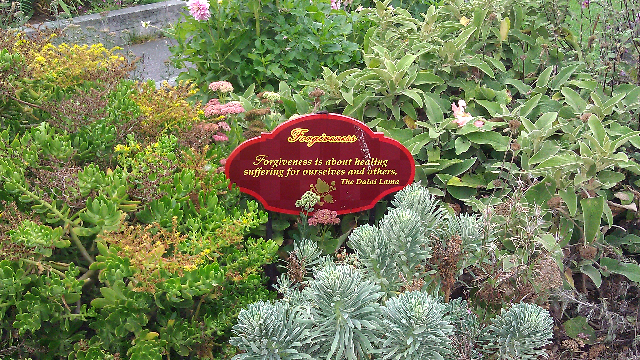 Forgiveness
Forgiveness is about healing
suffering for ourselves and others.
The Dalai Lama